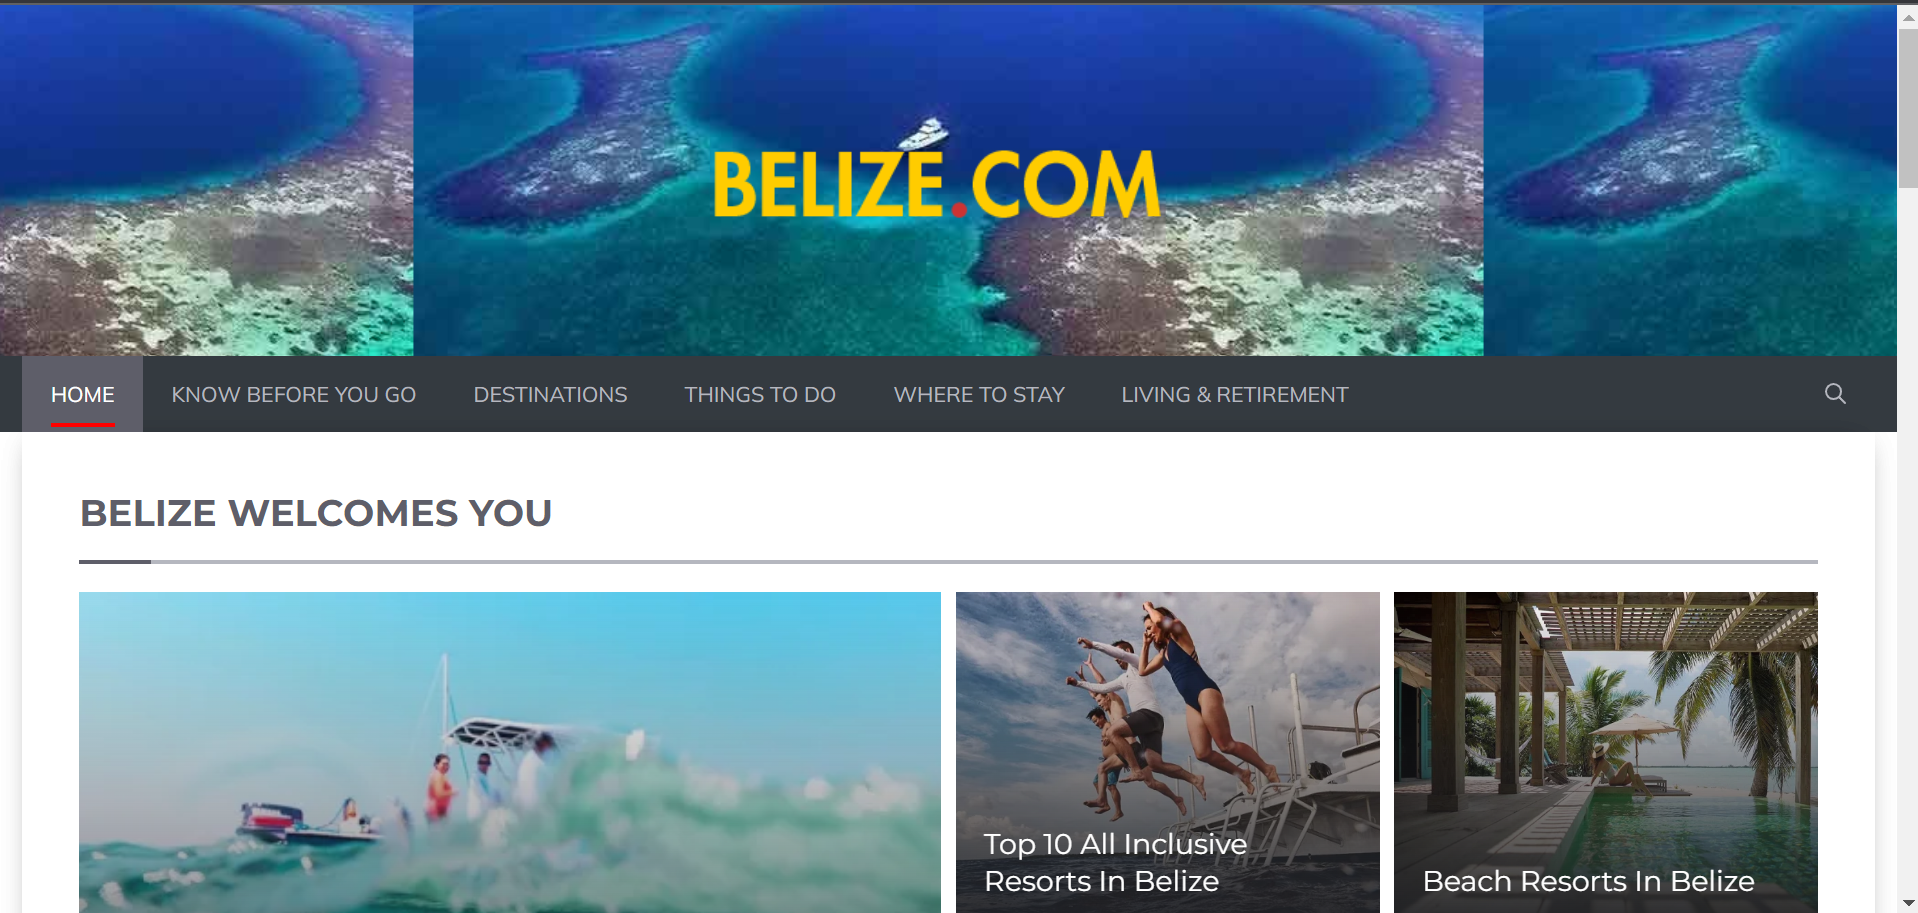 BELIZE.COM
HOME
KNOW BEFORE YOU GO
DESTINATIONS
THINGS TO DO
WHERE TO STAY
LIVING & RETIREMENT
BELIZE WELCOMES YOU
Top 10 All Inclusive
Resorts In Belize
Beach Resorts In Belize